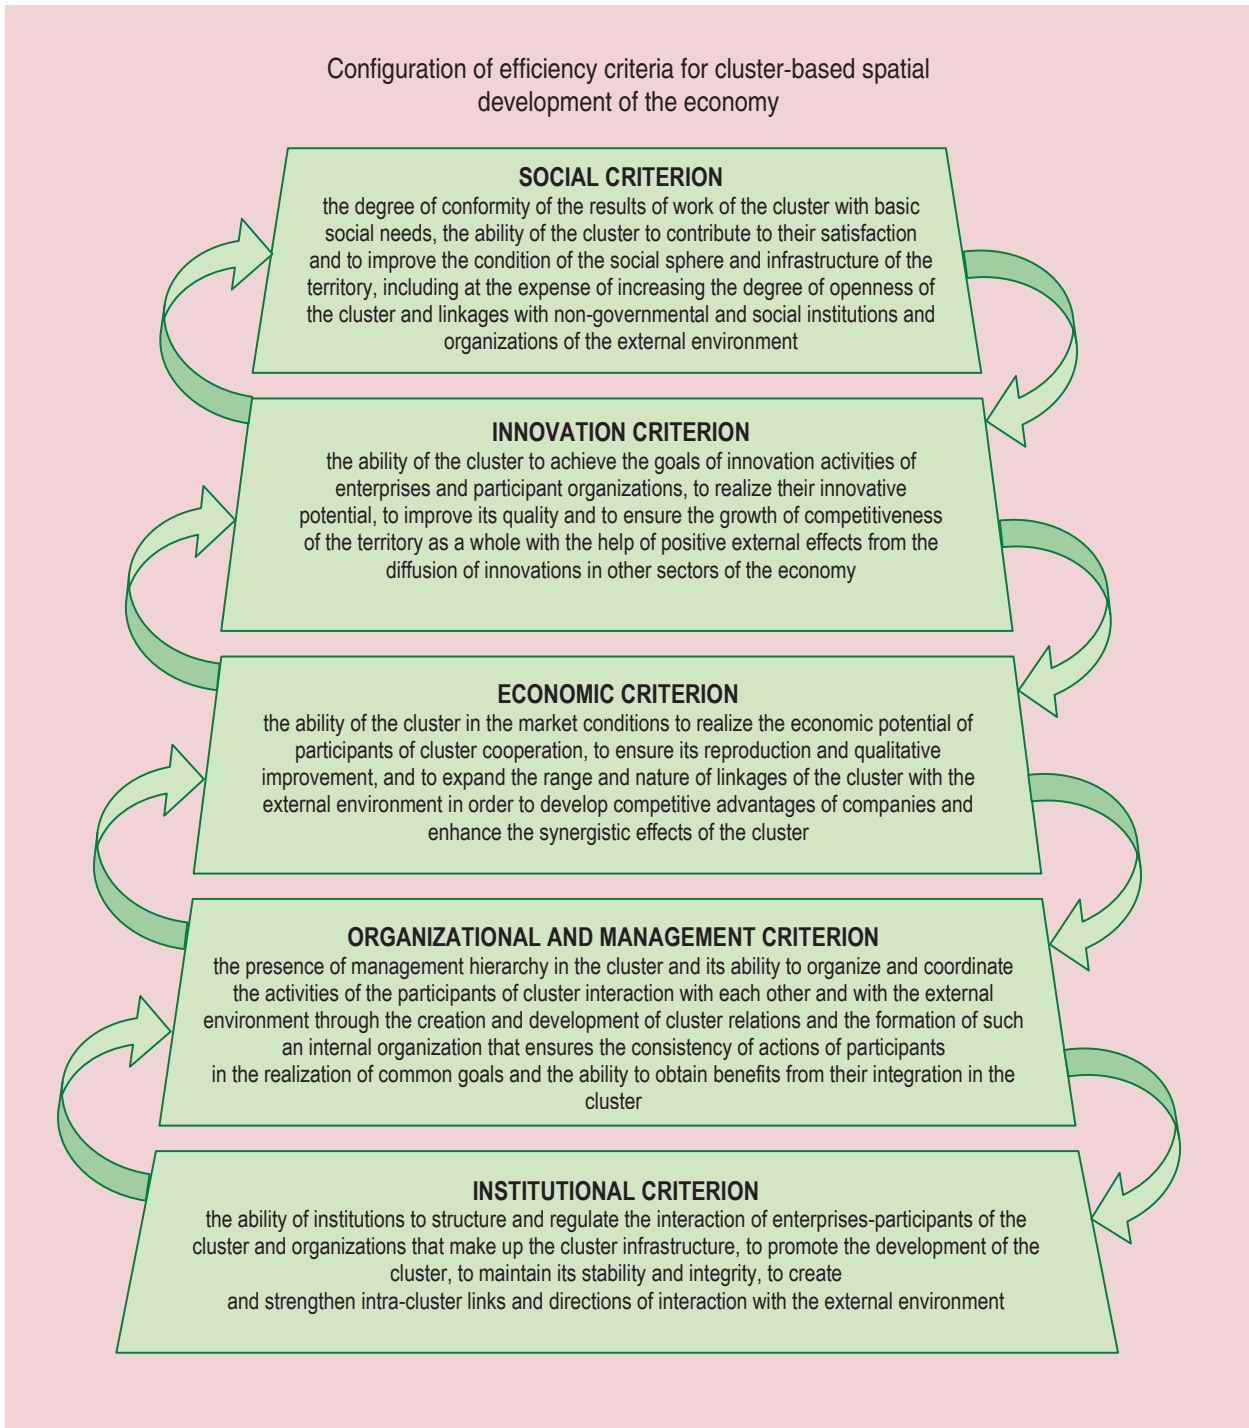 Configuration of efficiency criteria for cluster-based spatial
development of the economy
SOCIAL CRITERION
the degree of conformity of the results of work of the cluster with basic
social needs, the ability of the cluster to contribute to their satisfaction
and to improve the condition of the social sphere and infrastructure of the
territory, including at the expense of increasing the degree of openness of
the cluster and linkages with non-governmental and social institutions and
organizations of the external environment
INNOVATION CRITERION
the ability of the cluster to achieve the goals of innovation activities of
enterprises and participant organizations, to realize their innovative
potential, to improve its quality and to ensure the growth of competitiveness
of the territory as a whole with the help of positive external effects from the
diffusion of innovations in other sectors of the economy
ECONOMIC CRITERION
the ability of the cluster in the market conditions to realize the economic potential of
participants of cluster cooperation, to ensure its reproduction and qualitative
improvement, and to expand the range and nature of linkages of the cluster with the
external environment in order to develop competitive advantages of companies and
enhance the synergistic effects of the cluster
ORGANIZATIONAL AND MANAGEMENT CRITERION
the presence of management hierarchy in the cluster and its ability to organize and coordinate
the activities of the participants of cluster interaction with each other and with the external
environment through the creation and development of cluster relations and the formation of such
an internal organization that ensures the consistency of actions of participants
in the realization of common goals and the ability to obtain benefits from their integration in the
cluster
INSTITUTIONAL CRITERION
the ability of institutions to structure and regulate the interaction of enterprises-participants of the
cluster and organizations that make up the cluster infrastructure, to promote the development of the
cluster, to maintain its stability and integrity, to create
and strengthen intra-cluster links and directions of interaction with the external environment